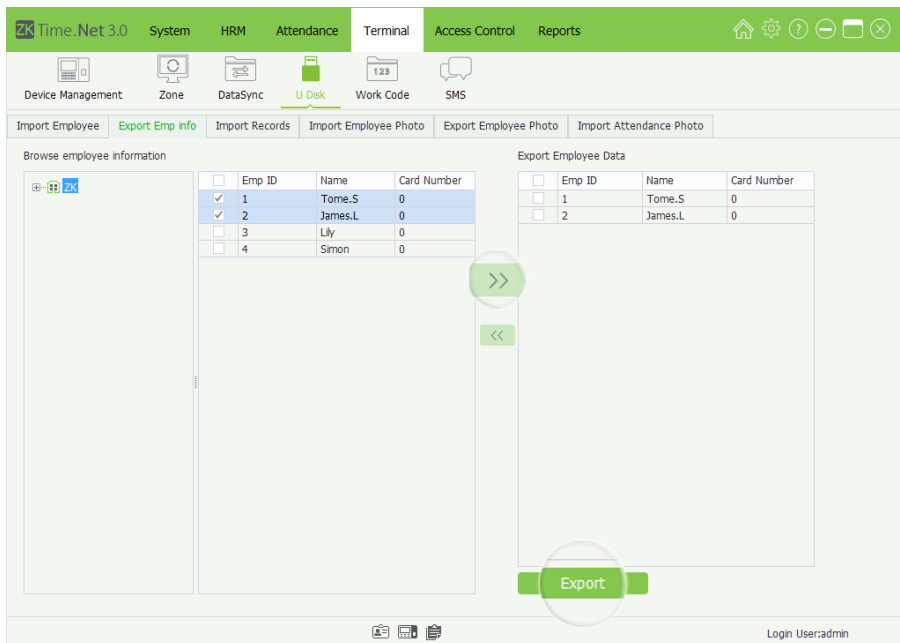 ZK Time.Net 3.0 System HRM Attendance Terminal Access Control Reports
123
Device Management Zone DataSync U Disk Work Code SMS
Import Employee Export Emp info Import Records Import Employee Photo Export Employee Photo Import Attendance Photo
Browse employee information
ZK
Emp ID Name Card Number
1 Tome.S 0
2 James.L 0
3 Lily 0
4 Simon 0
>>
<<
Export Employee Data
Emp ID Name Card Number
1 Tome.S 0
2 James.L 0
Export
Login User:admin